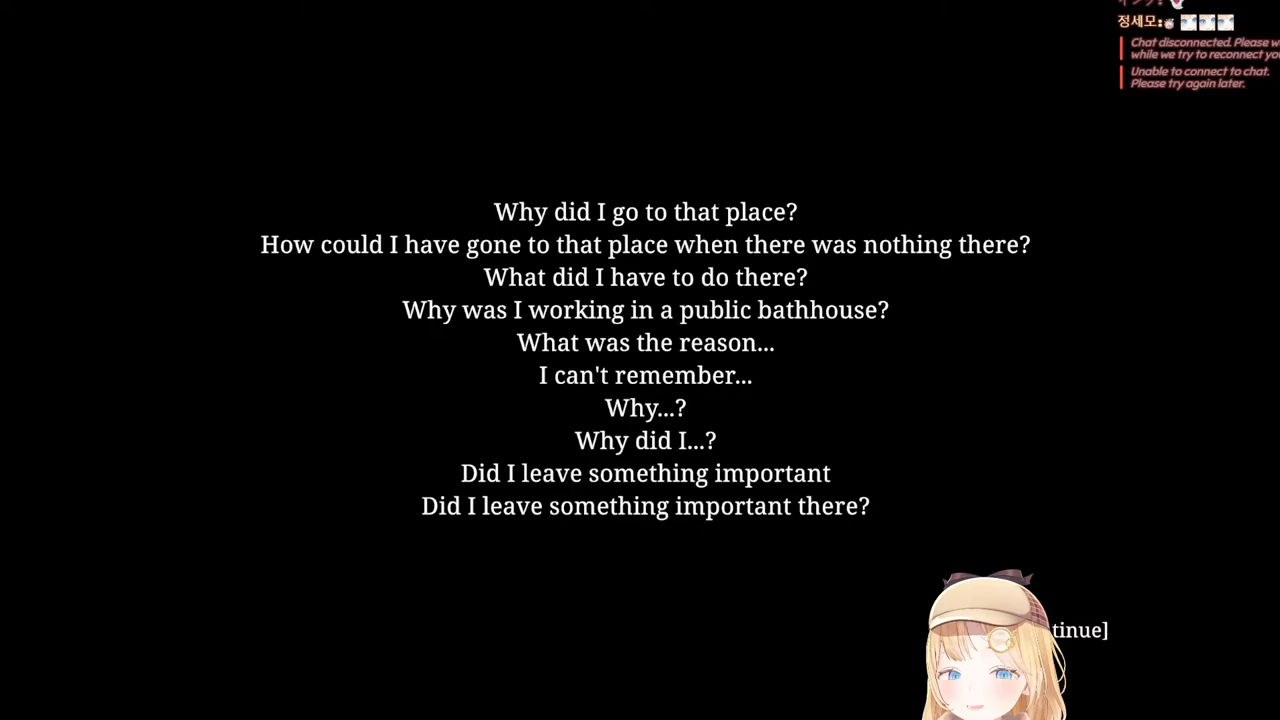 정세모:
Chat disconnected. Please w
while we try to reconnect yo
Unable to connect to chat.
Please try again later.
Why did I go to that place?
How could I have gone to that place when there was nothing there?
What did I have to do there?
Why was I working in a public bathhouse?
What was the reason...
I can't remember...
Why...?
Why did I...?
Did I leave something important
Did I leave something important there?
tinue]